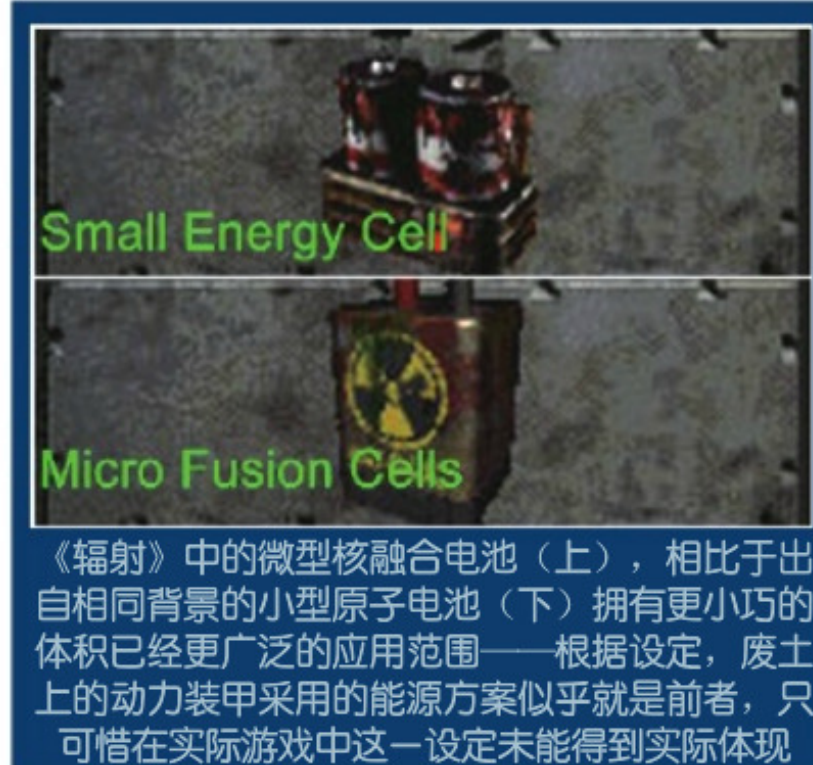 Small Energy Cell
Micro Fusion Cells
《辐射》中的微型核融合电池（上），相比于出
自相同背景的小型原子电池（下）拥有更小巧的
体积已经更广泛的应用范围——根据设定，废土
上的动力装甲采用的能源方案似乎就是前者，只
可惜在实际游戏中这一设定未能得到实际体现